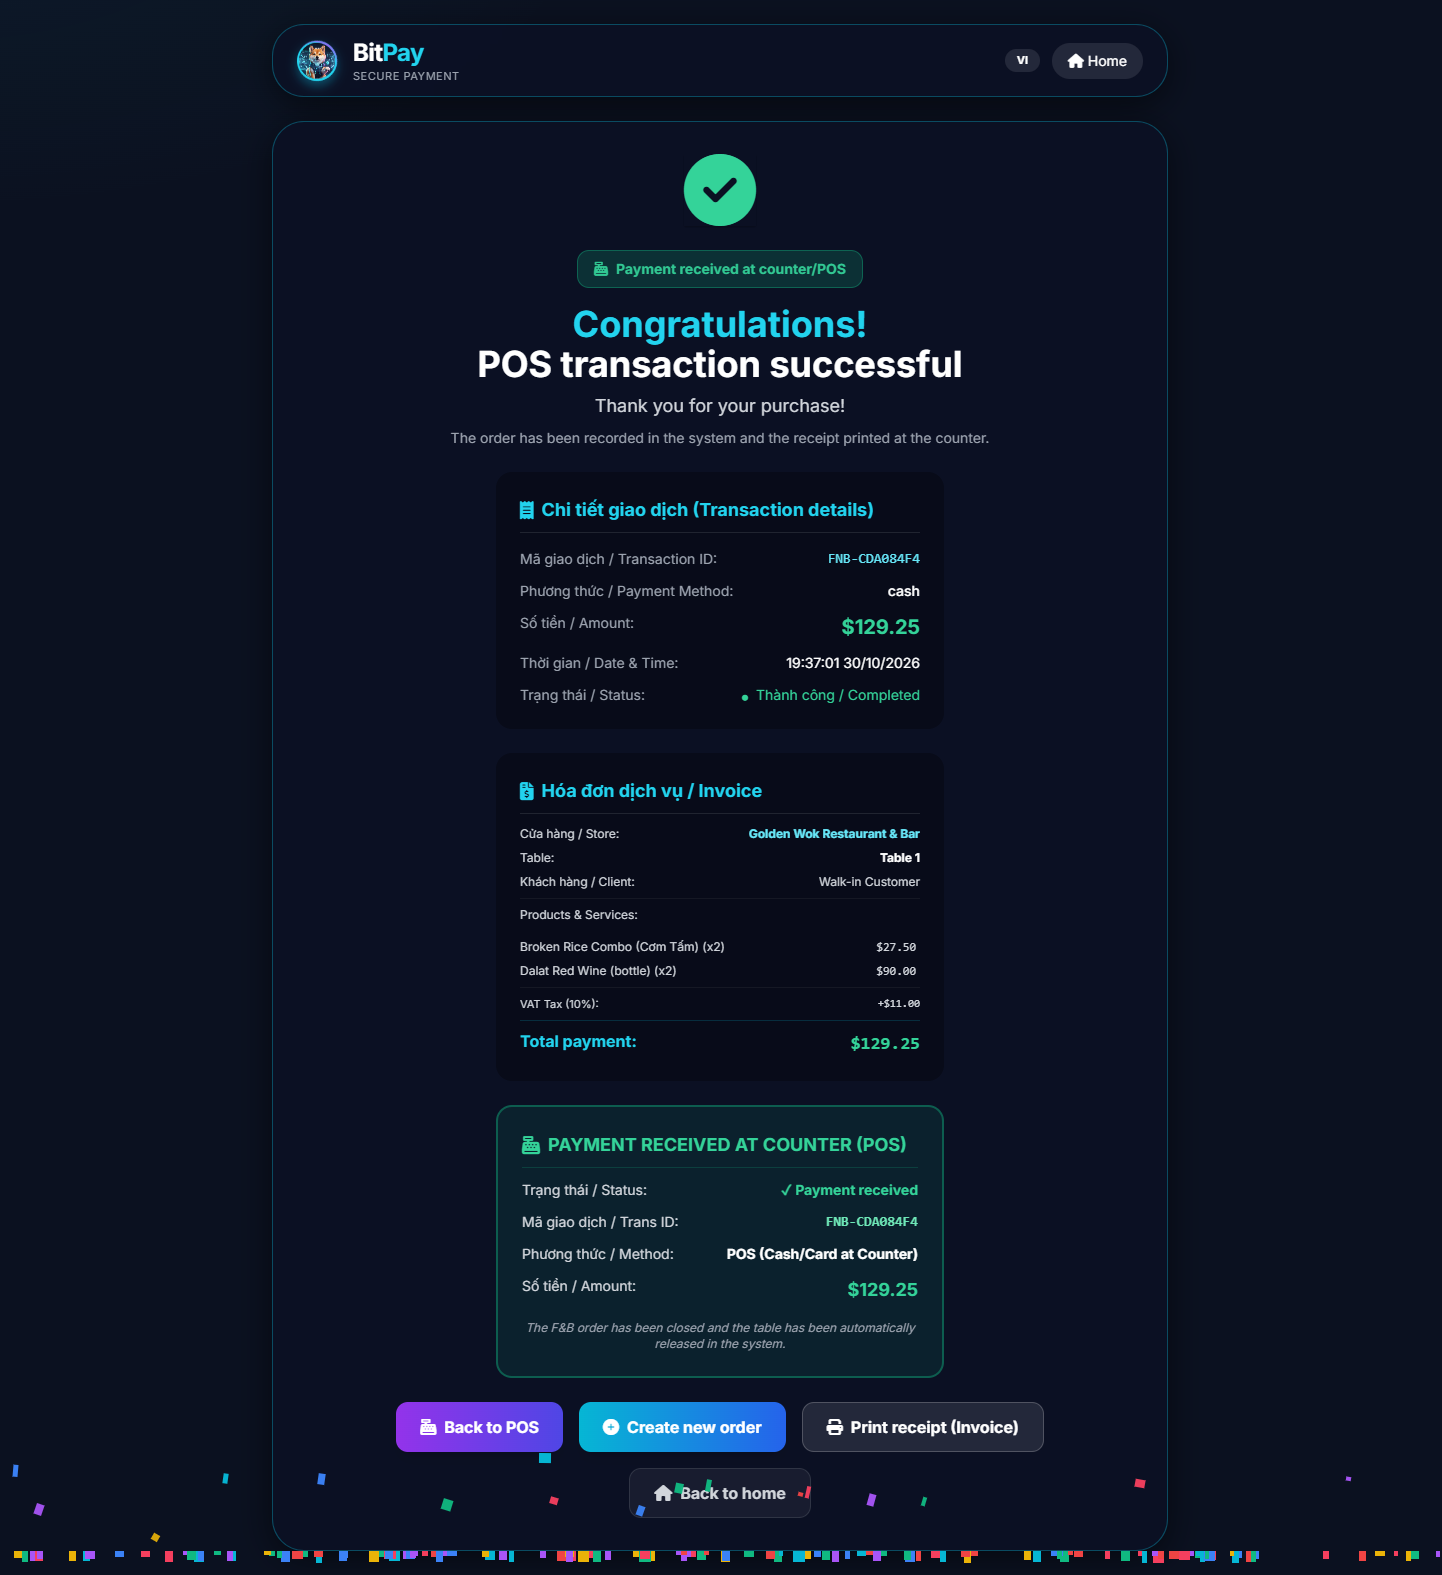 BitPay
SECURE PAYMENT
VI
Home
Payment received at counter/POS
Congratulations!
POS transaction successful
Thank you for your purchase!
The order has been recorded in the system and the receipt printed at the counter.
Chi tiết giao dịch (Transaction details)
Mã giao dịch / Transaction ID: FNB-CDA084F4
Phương thức / Payment Method: cash
Số tiền / Amount: $129.25
Thời gian / Date & Time: 19:37:01 30/10/2026
Trạng thái / Status: Thành công / Completed
Hóa đơn dịch vụ / Invoice
Cửa hàng / Store: Golden Wok Restaurant & Bar
Table: Table 1
Khách hàng / Client: Walk-in Customer
Products & Services:
Broken Rice Combo (Cơm Tấm) (x2) $27.50
Dalat Red Wine (bottle) (x2) $90.00
VAT Tax (10%): +$11.00
Total payment: $129.25
PAYMENT RECEIVED AT COUNTER (POS)
Trạng thái / Status: ✓ Payment received
Mã giao dịch / Trans ID: FNB-CDA084F4
Phương thức / Method: POS (Cash/Card at Counter)
Số tiền / Amount: $129.25
The F&B order has been closed and the table has been automatically
released in the system.
Back to POS
Create new order
Print receipt (Invoice)
Back to home